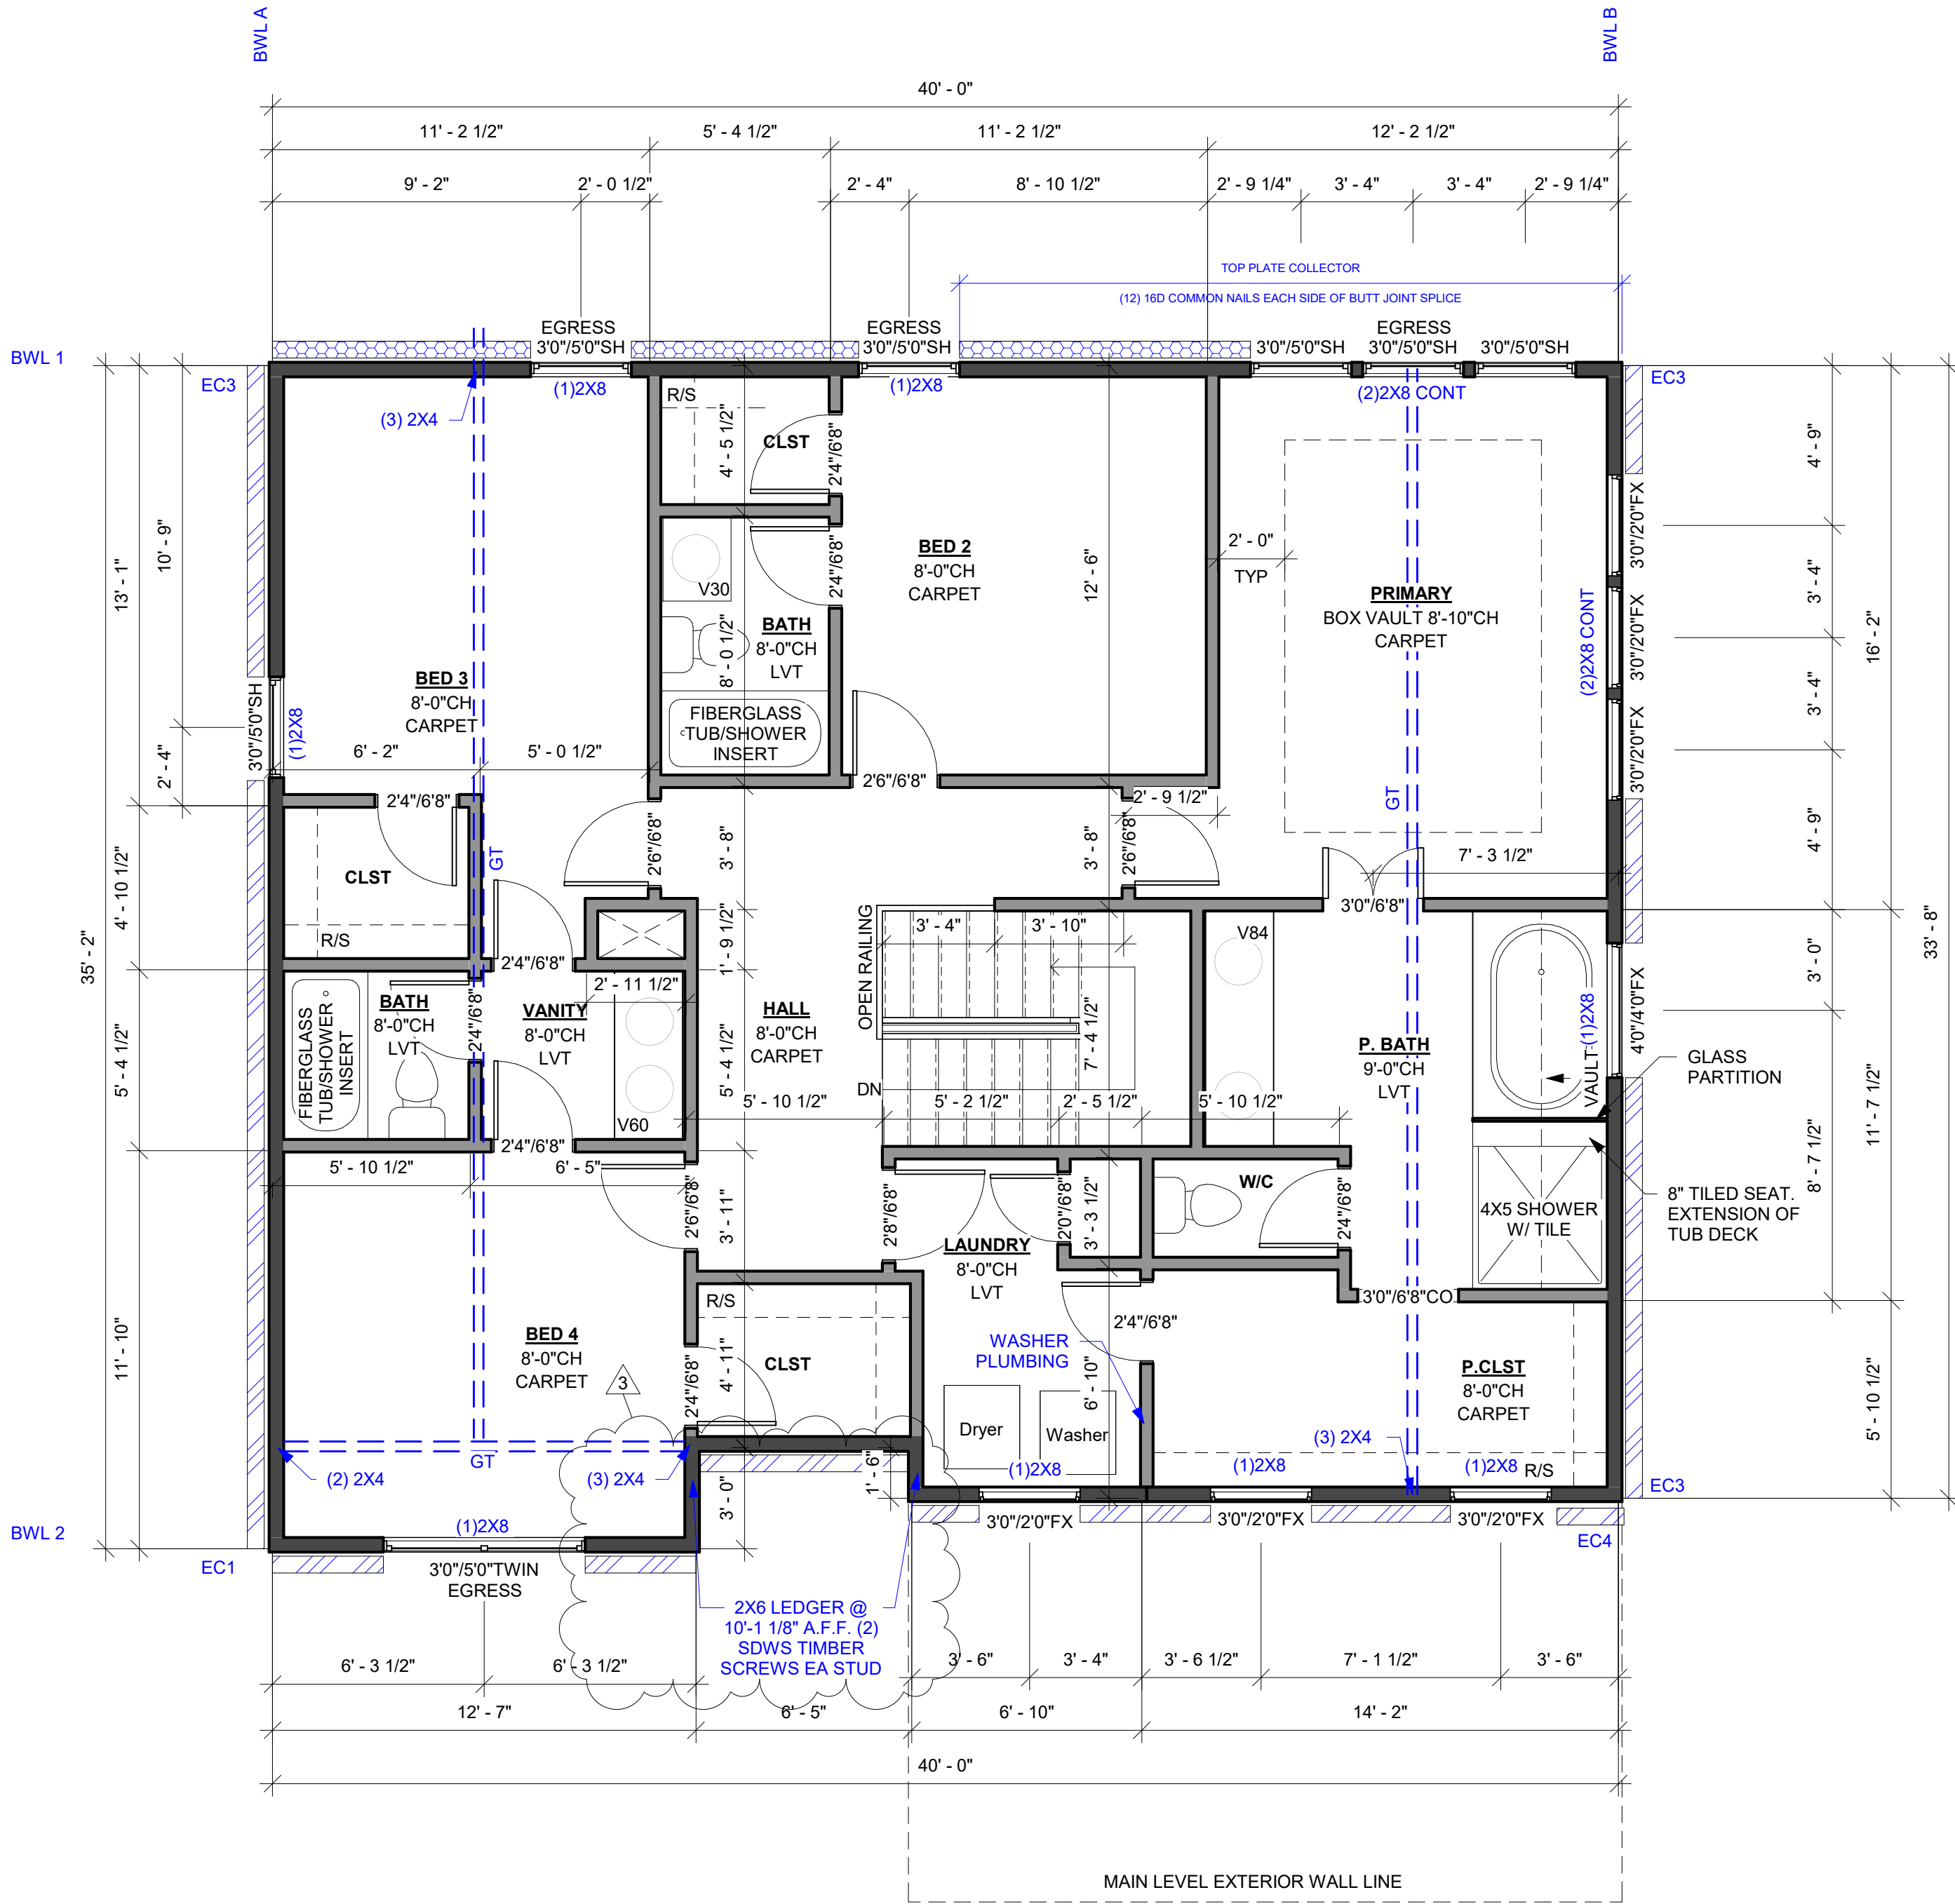 BWL A
BWL B
40' - 0"
11' - 2 1/2"
5' - 4 1/2"
11' - 2 1/2"
12' - 2 1/2"
9' - 2"
2' - 0 1/2"
2' - 4"
8' - 10 1/2"
2' - 9 1/4"
3' - 4"
3' - 4"
2' - 9 1/4"
TOP PLATE COLLECTOR
(12) 16D COMMON NAILS EACH SIDE OF BUTT JOINT SPLICE
BWL 1
EGRESS
3'0"/5'0"SH
EGRESS
3'0"/5'0"SH
3'0"/5'0"SH
EGRESS
3'0"/5'0"SH
3'0"/5'0"SH
EC3
(3) 2X4
(1)2X8
R/S
(1)2X8
(2)2X8 CONT
EC3
4' - 5 1/2"
CLST
2'4"/6'8"
4' - 9"
10' - 9"
13' - 1"
35' - 2"
V30
2'4"/6'8"
BED 2
8'-0"CH
CARPET
12' - 6"
2' - 0"
TYP
PRIMARY
BOX VAULT 8'-10"CH
CARPET
3'0"/2'0"FX
3' - 4"
(2)2X8 CONT
3'0"/2'0"FX
16' - 2"
BATH
8'-0"CH
LVT
8' - 0 1/2"
BED 3
8'-0"CH
CARPET
FIBERGLASS
TUB/SHOWER
INSERT
3'0"/5'0"SH
(1)2X8
2' - 4"
6' - 2"
5' - 0 1/2"
3'0"/2'0"FX
3' - 4"
2'4"/6'8"
2'6"/6'8"
2' - 9 1/2"
GT
GT
2'6"/6'8"
3' - 8"
3' - 8"
2'6"/6'8"
7' - 3 1/2"
4' - 9"
4' - 10 1/2"
CLST
R/S
3'0"/6'8"
33' - 8"
1' - 9 1/2"
OPEN RAILING
3' - 4"
3' - 10"
V84
2'4"/6'8"
2' - 11 1/2"
3' - 0"
FIBERGLASS
TUB/SHOWER
INSERT
BATH
8'-0"CH
LVT
2'4"/6'8"
VANITY
8'-0"CH
LVT
HALL
8'-0"CH
CARPET
7' - 4 1/2"
P. BATH
9'-0"CH
LVT
(1)2X8
4'0"/4'0"FX
VAULT
GLASS
PARTITION
5' - 4 1/2"
5' - 4 1/2"
DN
5' - 10 1/2"
5' - 2 1/2"
2' - 5 1/2"
5' - 10 1/2"
V60
2'4"/6'8"
11' - 7 1/2"
8' - 7 1/2"
5' - 10 1/2"
6' - 5"
2'6"/6'8"
3' - 11"
2'8"/6'8"
2'0"/6'8"
3' - 3 1/2"
W/C
2'4"/6'8"
4X5 SHOWER
W/ TILE
8" TILED SEAT.
EXTENSION OF
TUB DECK
LAUNDRY
8'-0"CH
LVT
R/S
3'0"/6'8"CO
2'4"/6'8"
BED 4
8'-0"CH
CARPET
3
2'4"/6'8"
4' - 11"
CLST
WASHER
PLUMBING
6' - 10"
P.CLST
8'-0"CH
CARPET
11' - 10"
5' - 10 1/2"
Dryer
Washer
(3) 2X4
GT
(2) 2X4
(3) 2X4
1' - 6"
(1)2X8
(1)2X8
(1)2X8
R/S
EC3
3' - 0"
BWL 2
(1)2X8
3'0"/2'0"FX
3'0"/2'0"FX
3'0"/2'0"FX
EC4
EC1
3'0"/5'0"TWIN
EGRESS
2X6 LEDGER @
10'-1 1/8" A.F.F. (2)
SDWS TIMBER
SCREWS EA STUD
6' - 3 1/2"
6' - 3 1/2"
3' - 6"
3' - 4"
3' - 6 1/2"
7' - 1 1/2"
3' - 6"
12' - 7"
6' - 5"
6' - 10"
14' - 2"
40' - 0"
MAIN LEVEL EXTERIOR WALL LINE